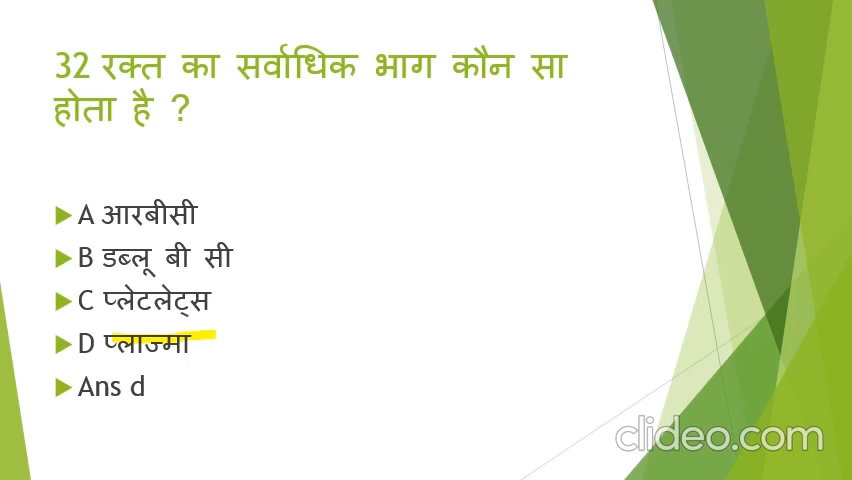 32 रक्त का सर्वाधिक भाग कौन सा
होता है ?
A आरबीसी
B डब्लू बी सी
C प्लेटलेट्स
D प्लाज्मा
Ans d
clideo.com